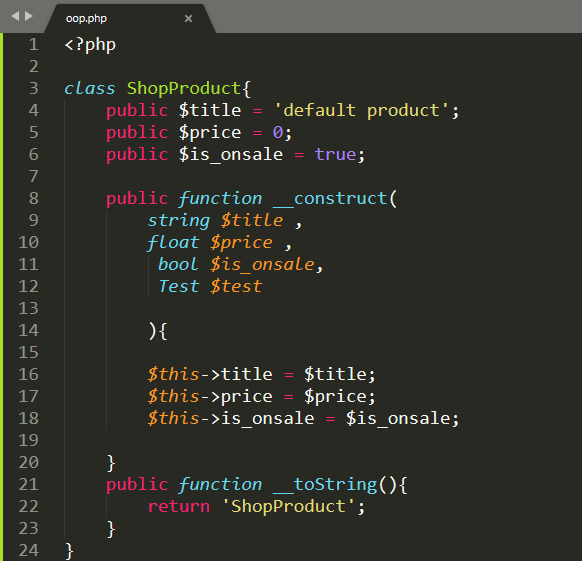 oop.php ×
1 <?php
2
3 class ShopProduct{
4     public $title = 'default product';
5     public $price = 0;
6     public $is_onsale = true;
7
8     public function __construct(
9         string $title ,
10         float $price ,
11          bool $is_onsale,
12          Test $test
13
14         ){
15
16         $this->title = $title;
17         $this->price = $price;
18         $this->is_onsale = $is_onsale;
19
20     }
21     public function __toString(){
22         return 'ShopProduct';
23     }
24 }